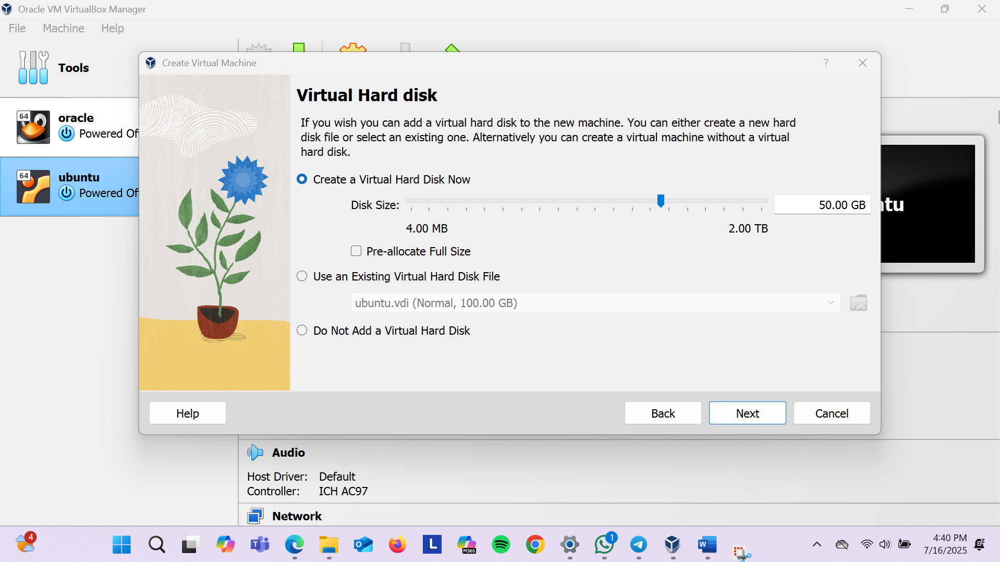 Oracle VM VirtualBox Manager
File Machine Help
Tools
Create Virtual Machine
?
64
oracle
Powered Of
64
ubuntu
Powered Of
Virtual Hard disk
If you wish you can add a virtual hard disk to the new machine. You can either create a new hard
disk file or select an existing one. Alternatively you can create a virtual machine without a virtual
hard disk.
Create a Virtual Hard Disk Now
Disk Size:
50.00 GB
4.00 MB
2.00 TB
Pre-allocate Full Size
Use an Existing Virtual Hard Disk File
ubuntu.vdi (Normal, 100.00 GB)
Do Not Add a Virtual Hard Disk
ntu
Help
Back
Next
Cancel
Audio
Host Driver: Default
Controller: ICH AC97
Network
4
T
O
L
M365
1
W
4:40 PM
7/16/2025